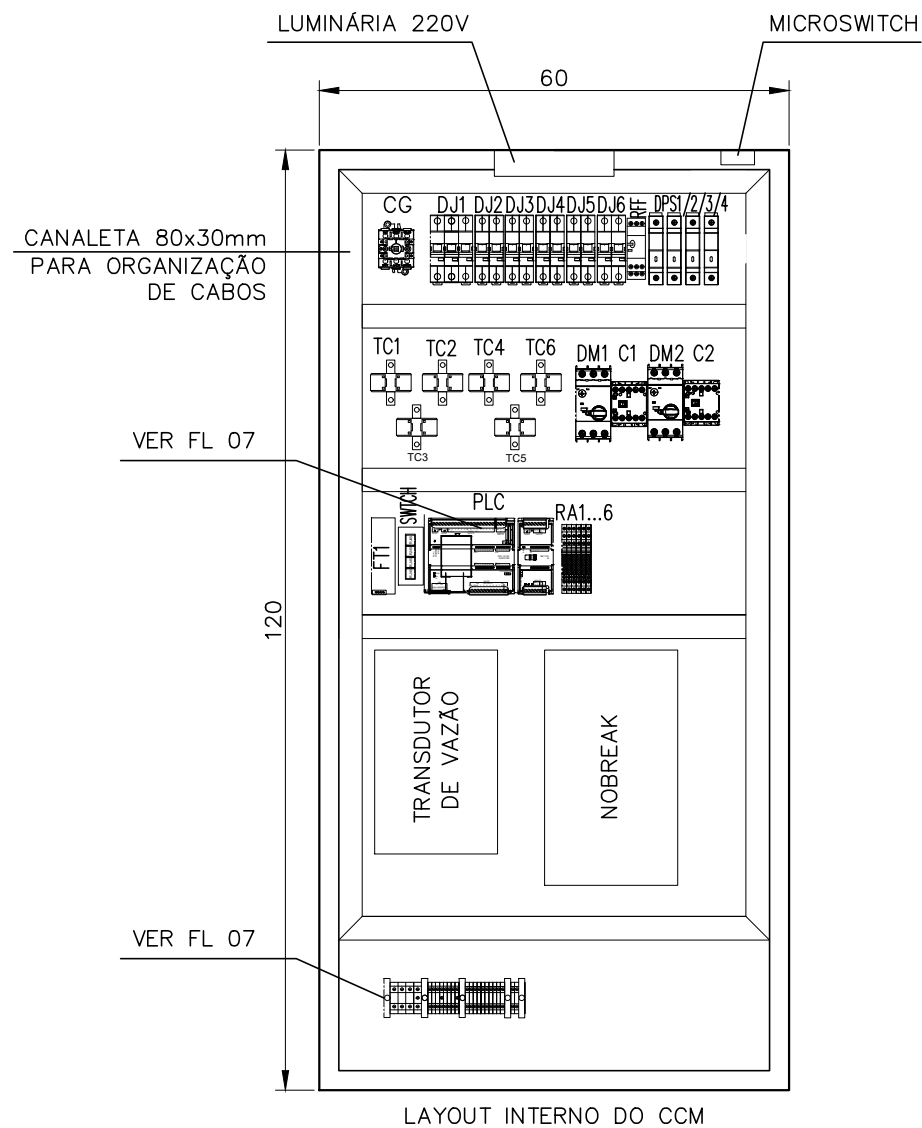 LUMINÁRIA 220V
MICROSWITCH
60
CG DJ1 DJ2 DJ3 DJ4 DJ5 DJ6 RFF DPS1/2/3/4
CANALETA 80x30mm
PARA ORGANIZAÇÃO
DE CABOS
TC1 TC2 TC4 TC6 DM1 C1 DM2 C2
VER FL 07
TC3 TC5
SWTCH PLC RA1...6
FT1
120
TRANSDUTOR
DE VAZÃO
NOBREAK
VER FL 07
LAYOUT INTERNO DO CCM